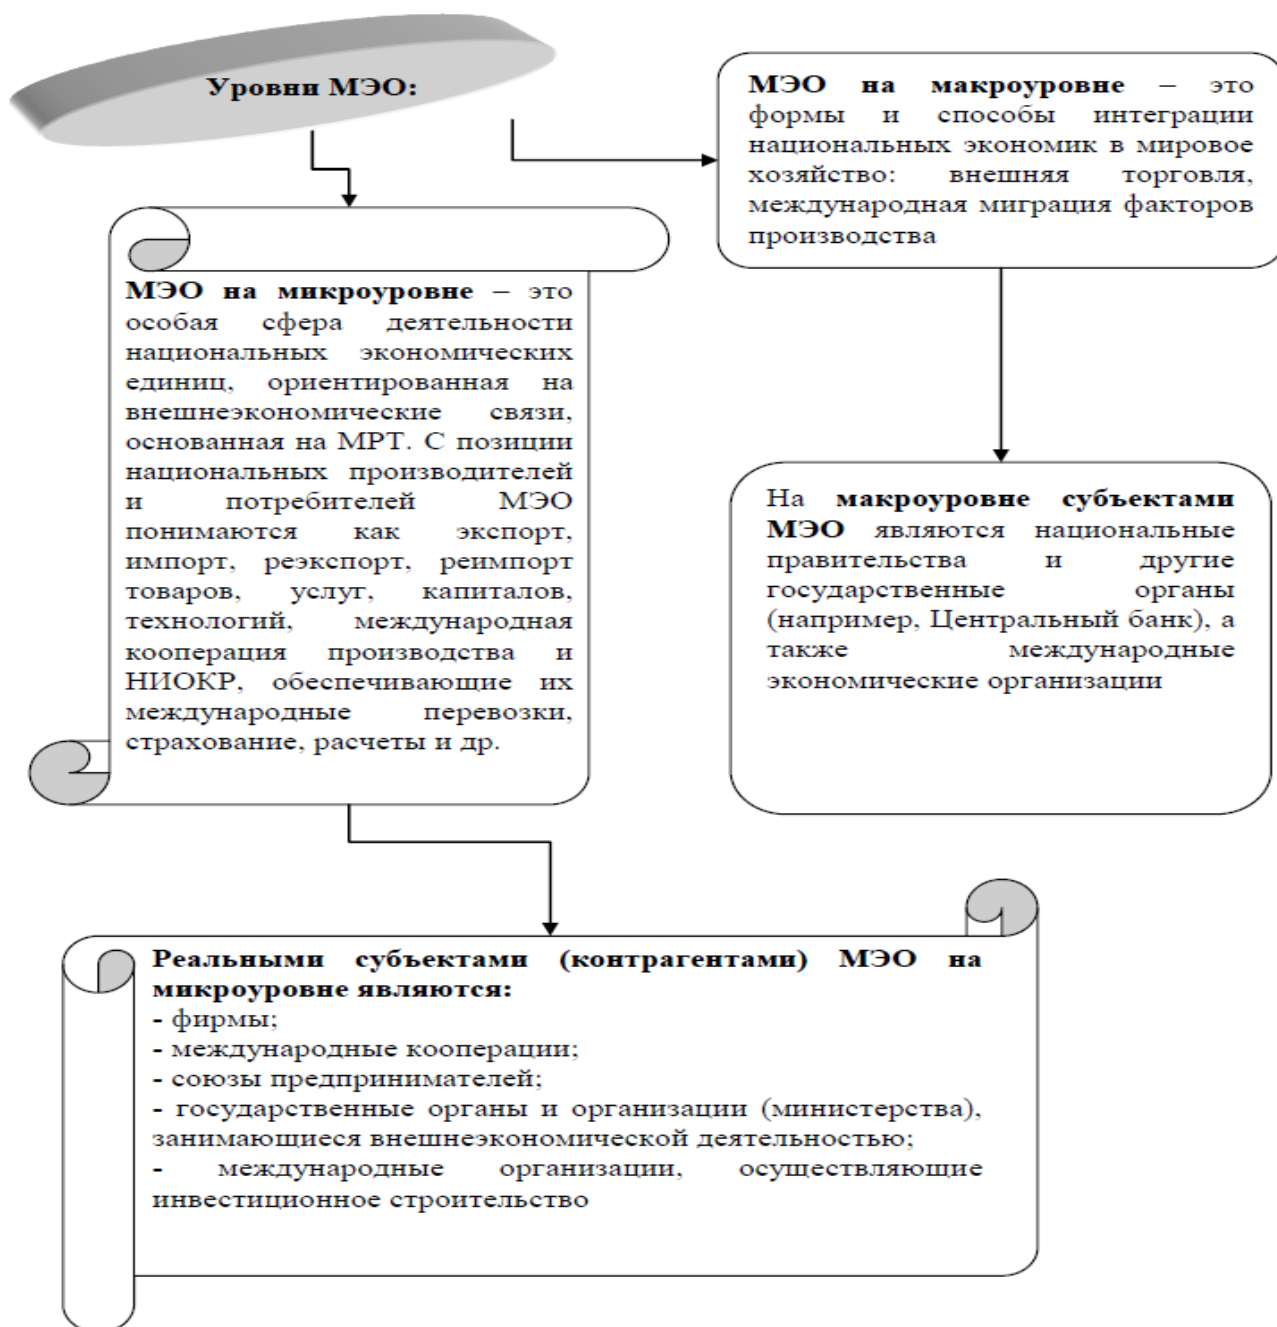 Уровни МЭО:
МЭО на макроуровне – это
формы и способы интеграции
национальных экономик в мировое
хозяйство: внешняя торговля,
международная миграция факторов
производства
МЭО на микроуровне – это
особая сфера деятельности
национальных экономических
единиц, ориентированная на
внешнеэкономические связи,
основанная на МРТ. С позиции
национальных производителей
и потребителей МЭО
понимаются как экспорт,
импорт, реэкспорт, реимпорт
товаров, услуг, капиталов,
технологий, международная
кооперация производства и
НИОКР, обеспечивающие их
международные перевозки,
страхование, расчеты и др.
На макроуровне субъектами
МЭО являются национальные
правительства и другие
государственные органы
(например, Центральный банк), а
также международные
экономические организации
Реальными субъектами (контрагентами) МЭО на
микроуровне являются:
- фирмы;
- международные кооперации;
- союзы предпринимателей;
- государственные органы и организации (министерства),
занимающиеся внешнеэкономической деятельностью;
- международные организации, осуществляющие
инвестиционное строительство